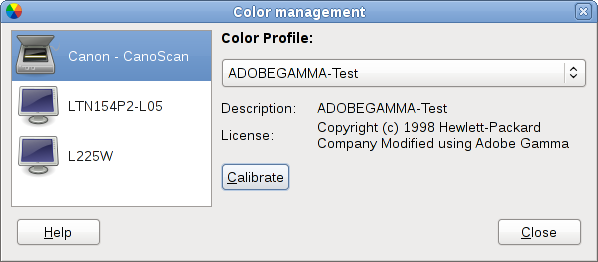 Color management
Canon - CanoScan
LTN154P2-L05
L225W
Color Profile:
ADOBEGAMMA-Test
Description: ADOBEGAMMA-Test
License: Copyright (c) 1998 Hewlett-Packard
Company Modified using Adobe Gamma
Calibrate
Help
Close